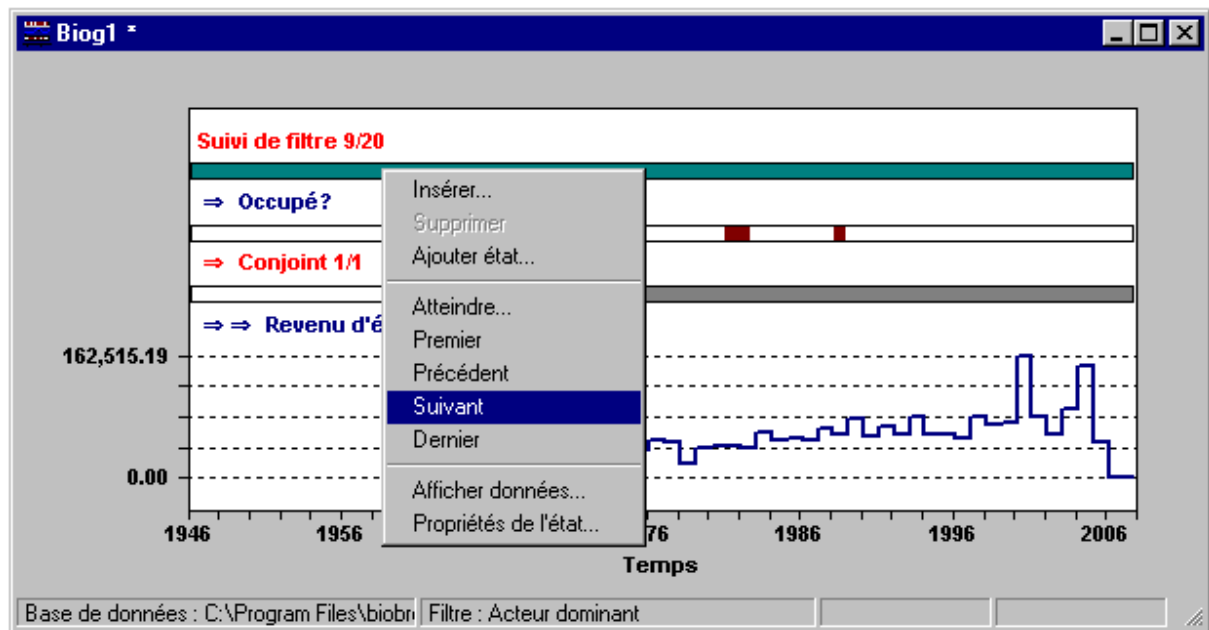 Biog1 *
Suivi de filtre 9/20
⇒ Occupé?
⇒ Conjoint 1/1
⇒ ⇒ Revenu d'é
162,515.19
0.00
Insérer...
Supprimer
Ajouter état...
Atteindre...
Premier
Précédent
Suivant
Dernier
Afficher données...
Propriétés de l'état...
1946 1956 76 1986 1996 2006
Temps
Base de données : C:\Program Files\biobr Filtre : Acteur dominant